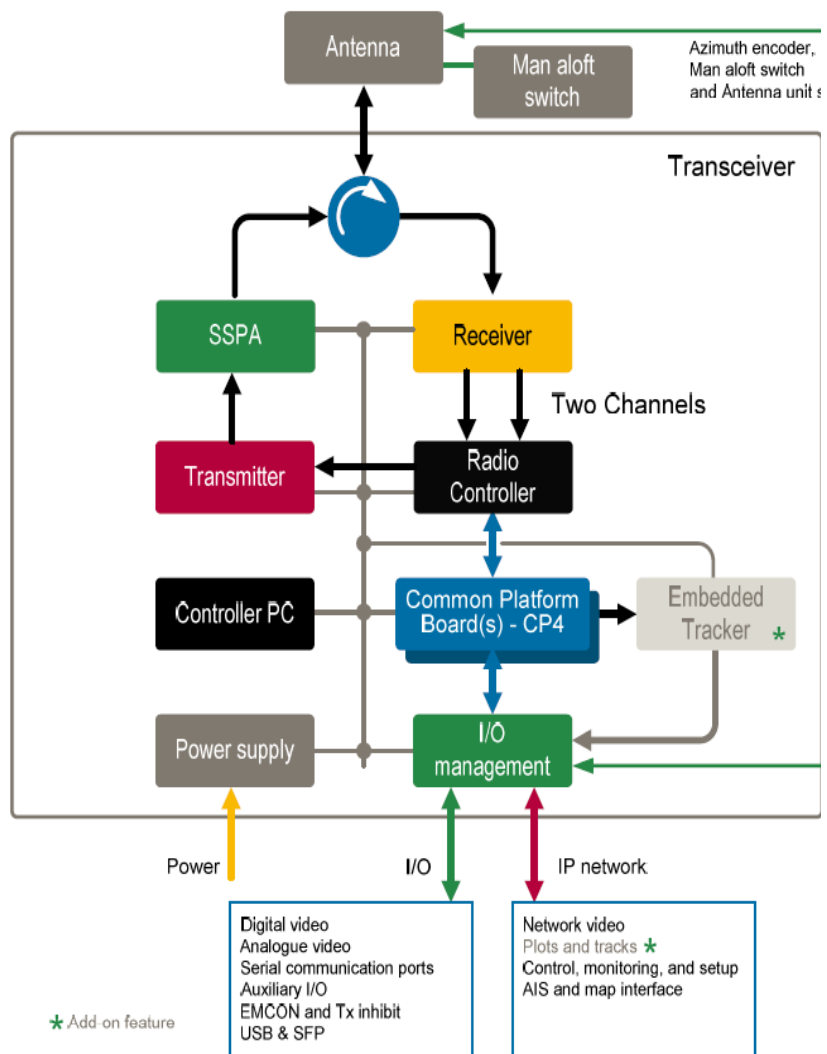 Antenna
Man aloft
switch
Azimuth encoder,
Man aloft switch
and Antenna unit s
Transceiver
SSPA
Receiver
Two Channels
Transmitter
Radio
Controller
Controller PC
Common Platform
Board(s) - CP4
Embedded
Tracker *
Power supply
I/O
management
Power
I/O
IP network
Digital video
Analogue video
Serial communication ports
Auxiliary I/O
EMCON and Tx inhibit
USB & SFP
Network video
Plots and tracks *
Control, monitoring, and setup
AIS and map interface
* Add-on feature